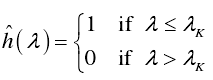 ĥ(λ) = { 1 if λ ≤ λ_K
0 if λ > λ_K